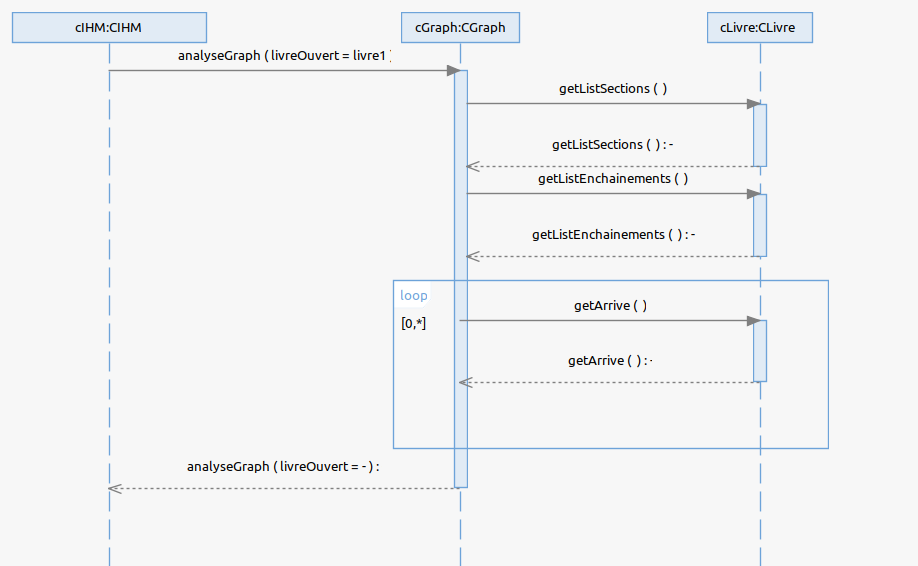 cIHM:CIHM
cGraph:CGraph
cLivre:CLivre
analyseGraph ( livreOuvert = livre1 )
getListSections ( )
getListSections ( ) : -
getListEnchainements ( )
getListEnchainements ( ) : -
loop
[0,*]
getArrive ( )
getArrive ( ) : -
analyseGraph ( livreOuvert = - ) :